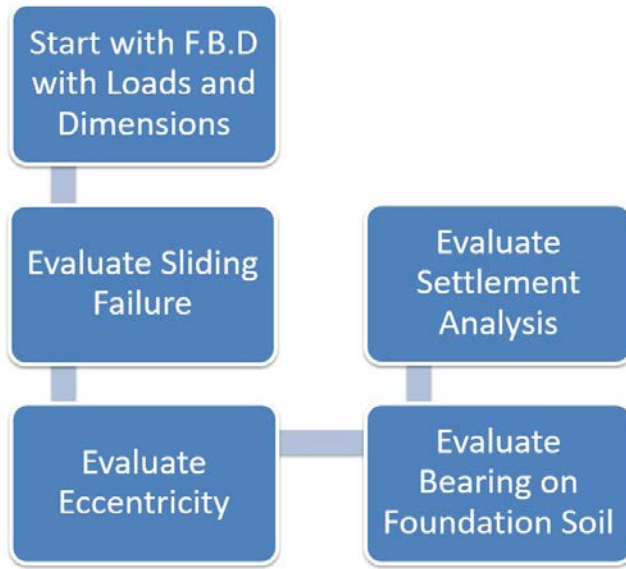 Start with F.B.D
with Loads and
Dimensions
Evaluate Sliding
Failure
Evaluate
Eccentricity
Evaluate
Bearing on
Foundation Soil
Evaluate
Settlement
Analysis